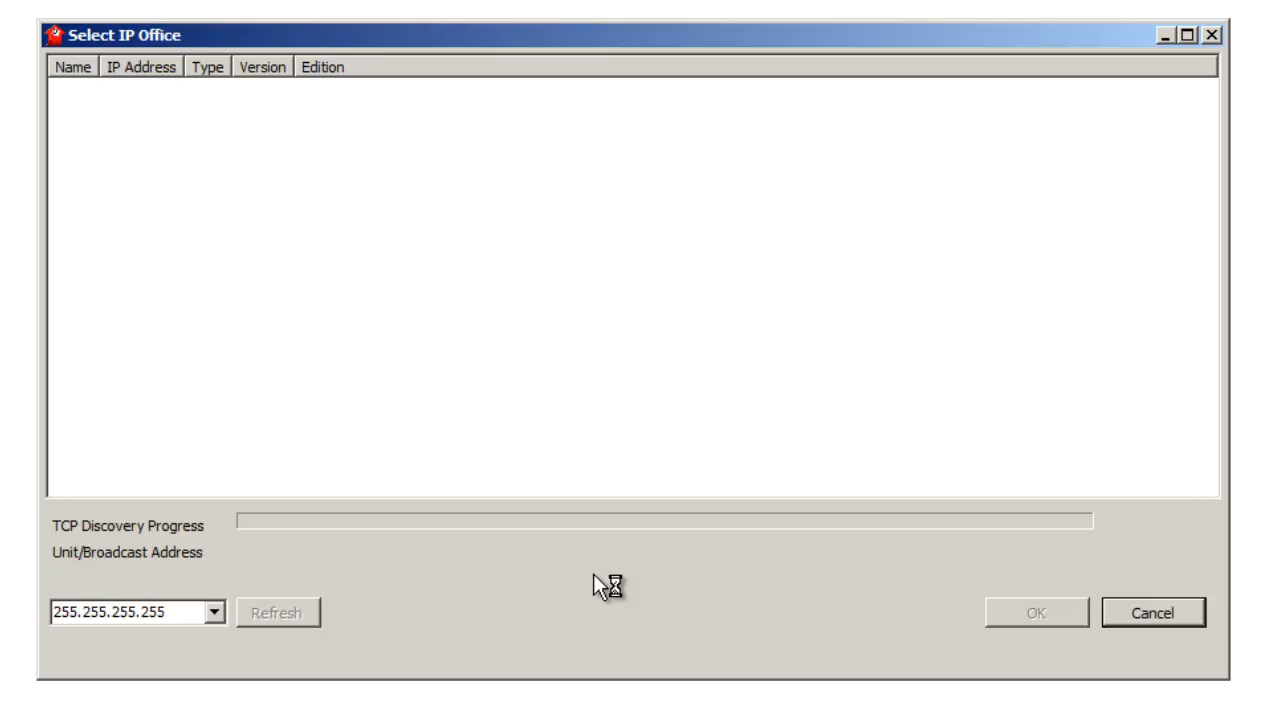 Select IP Office
Name IP Address Type Version Edition
TCP Discovery Progress
Unit/Broadcast Address
255.255.255.255 Refresh OK Cancel